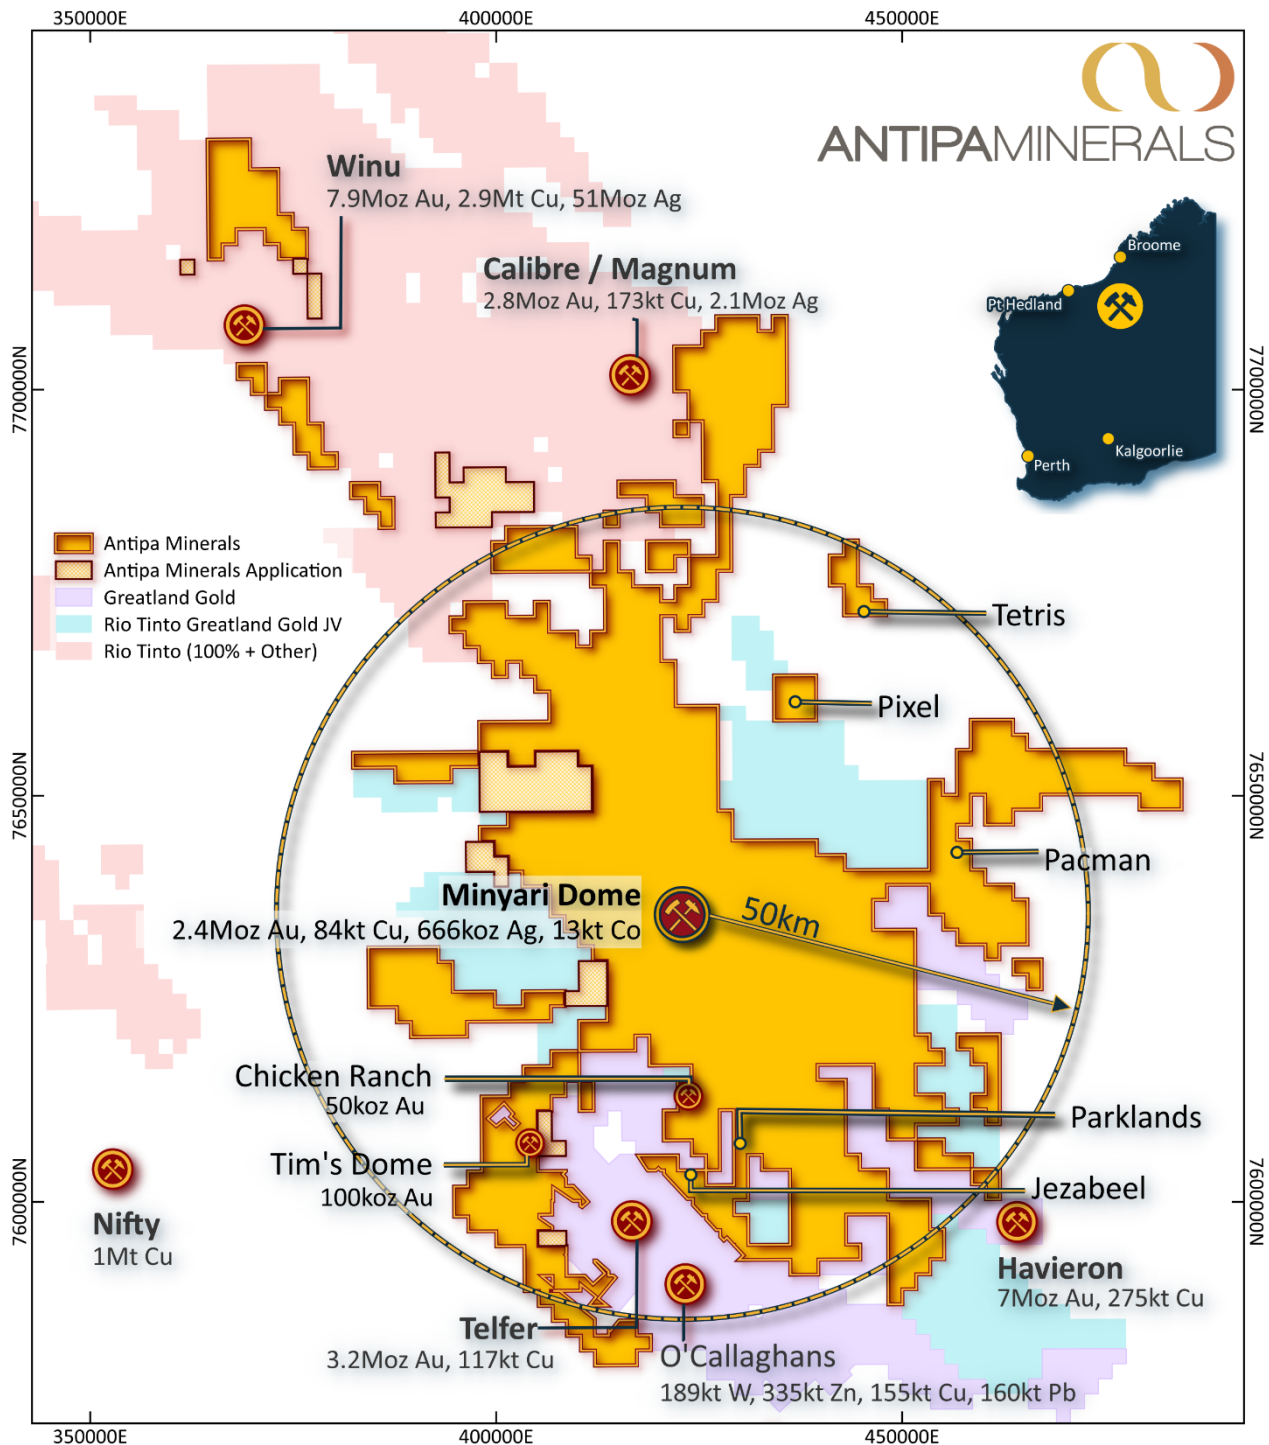 350000E
400000E
450000E
ANTIPAMINERALS
Winu
7.9Moz Au, 2.9Mt Cu, 51Moz Ag
Calibre / Magnum
2.8Moz Au, 173kt Cu, 2.1Moz Ag
Broome
Pt Hedland
Kalgoorlie
Perth
7700000N
7700000N
Antipa Minerals
Antipa Minerals Application
Greatland Gold
Rio Tinto Greatland Gold JV
Rio Tinto (100% + Other)
Tetris
Pixel
7650000N
7650000N
Pacman
Minyari Dome
2.4Moz Au, 84kt Cu, 666koz Ag, 13kt Co
50km
Chicken Ranch
50koz Au
Parklands
Tim's Dome
100koz Au
Jezabeel
7600000N
7600000N
Nifty
1Mt Cu
Havieron
7Moz Au, 275kt Cu
Telfer
3.2Moz Au, 117kt Cu
O'Callaghans
189kt W, 335kt Zn, 155kt Cu, 160kt Pb
350000E
400000E
450000E